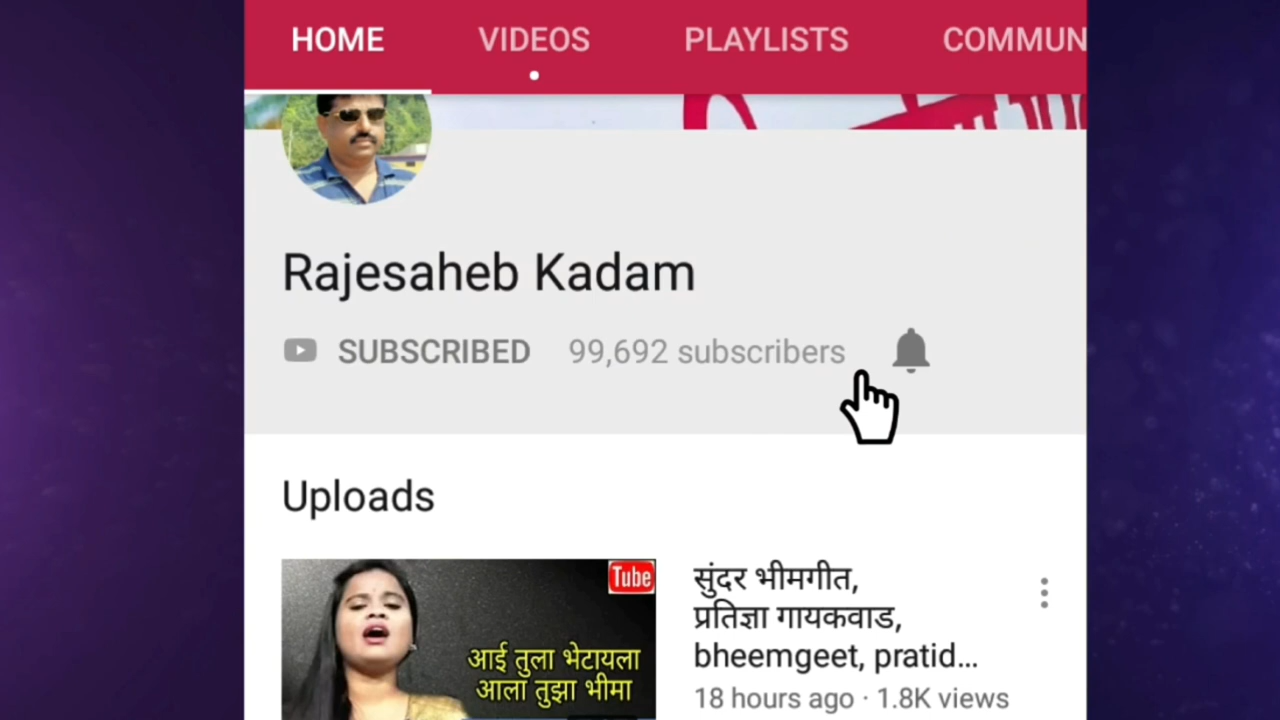 HOME VIDEOS PLAYLISTS COMMUN
Rajesaheb Kadam
SUBSCRIBED 99,692 subscribers
Uploads
Tube
आई तुला भेटायला
आला तुझा भीमा
सुंदर भीमगीत,
प्रतिज्ञा गायकवाड,
bheemgeet, pratid...
18 hours ago · 1.8K views